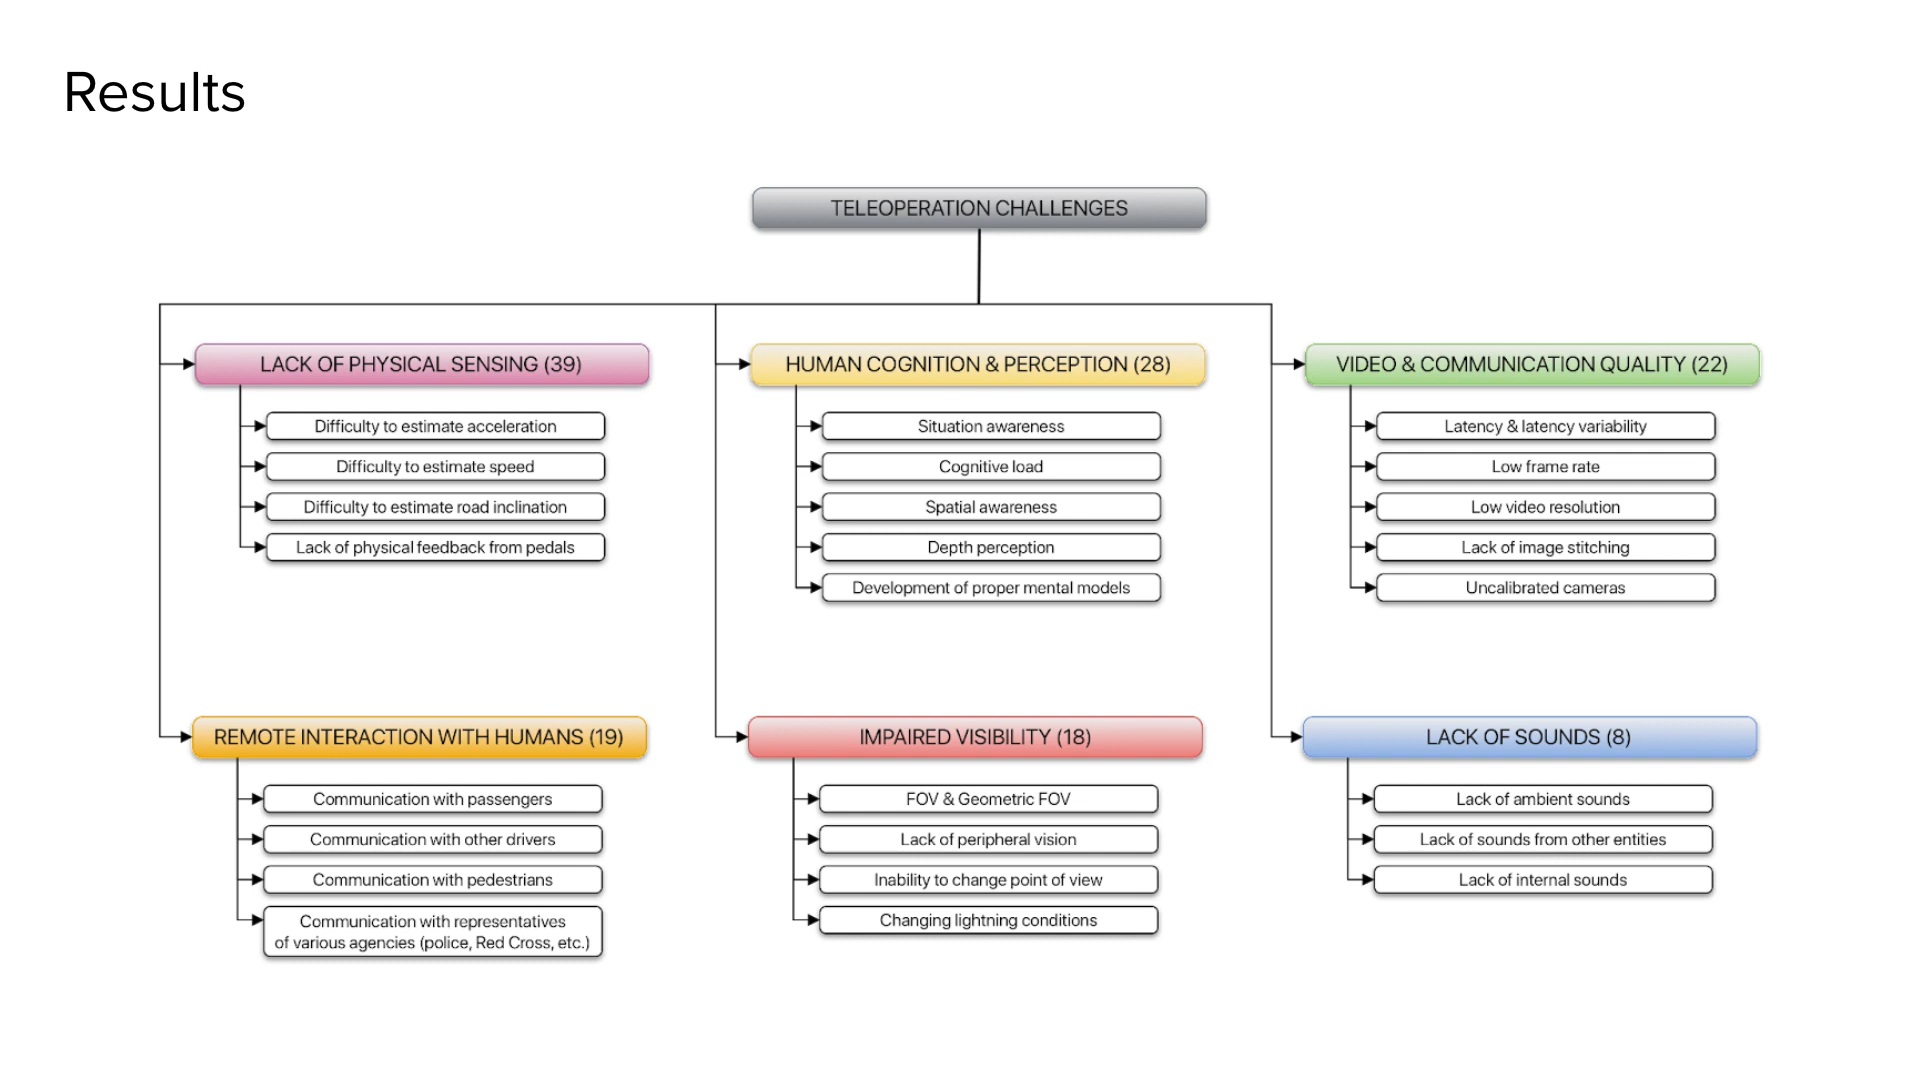 Results
TELEOPERATION CHALLENGES
LACK OF PHYSICAL SENSING (39)
Difficulty to estimate acceleration
Difficulty to estimate speed
Difficulty to estimate road inclination
Lack of physical feedback from pedals
HUMAN COGNITION & PERCEPTION (28)
Situation awareness
Cognitive load
Spatial awareness
Depth perception
Development of proper mental models
VIDEO & COMMUNICATION QUALITY (22)
Latency & latency variability
Low frame rate
Low video resolution
Lack of image stitching
Uncalibrated cameras
REMOTE INTERACTION WITH HUMANS (19)
Communication with passengers
Communication with other drivers
Communication with pedestrians
Communication with representatives
of various agencies (police, Red Cross, etc.)
IMPAIRED VISIBILITY (18)
FOV & Geometric FOV
Lack of peripheral vision
Inability to change point of view
Changing lightning conditions
LACK OF SOUNDS (8)
Lack of ambient sounds
Lack of sounds from other entities
Lack of internal sounds